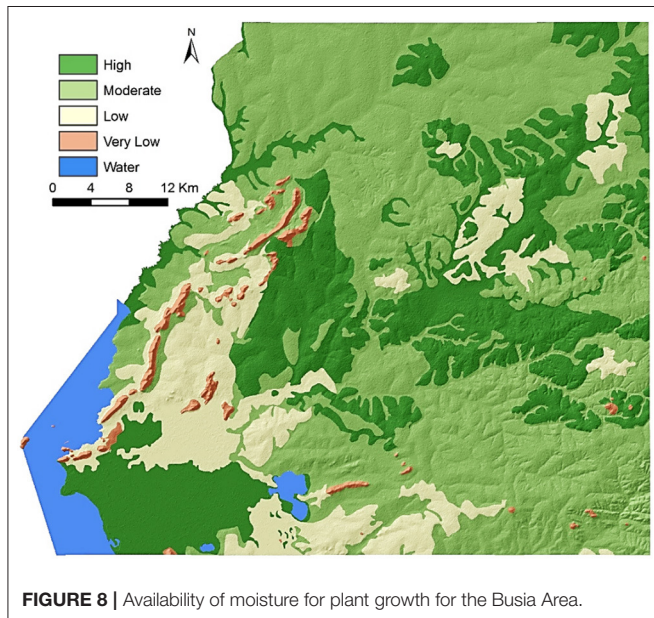 N
High
Moderate
Low
Very Low
Water
0 4 8 12 Km
FIGURE 8 | Availability of moisture for plant growth for the Busia Area.